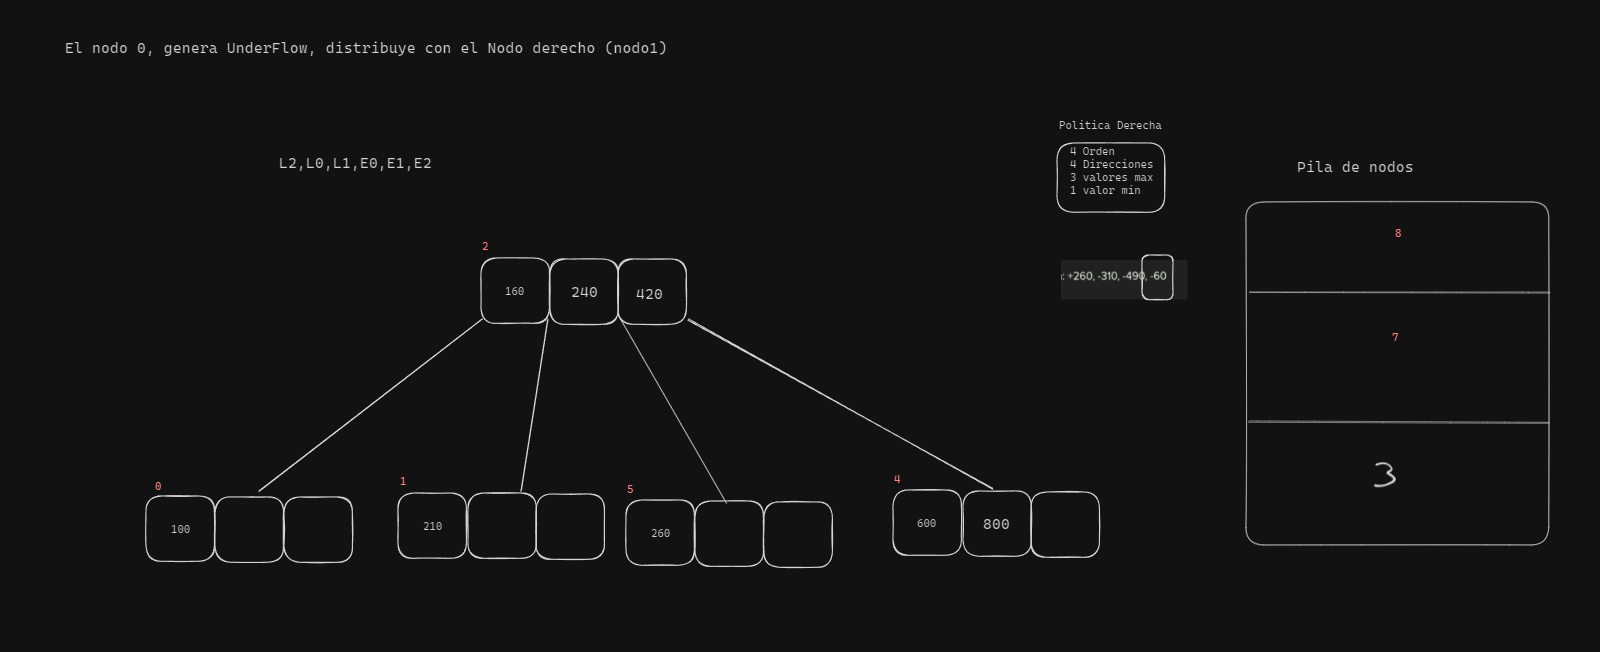 El nodo 0, genera UnderFlow, distribuye con el Nodo derecho (nodo1)
Politica Derecha
4 Orden
4 Direcciones
3 valores max
1 valor min
L2,L0,L1,E0,E1,E2
Pila de nodos
8
7
3
: +260, -310, -490, -60
2
160 240 420
0
100
1
210
5
260
4
600 800